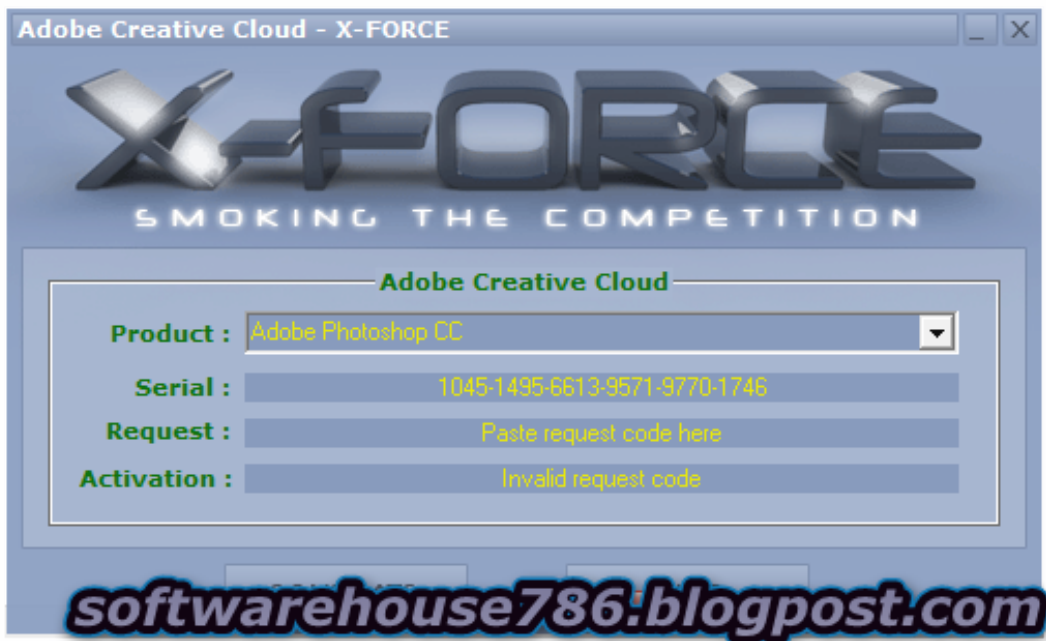 Adobe Creative Cloud - X-FORCE
X-FORCE
SMOKING THE COMPETITION
Adobe Creative Cloud
Product : Adobe Photoshop CC
Serial : 1045-1495-6613-9571-9770-1746
Request : Paste request code here
Activation : Invalid request code
softwarehouse786.blogpost.com